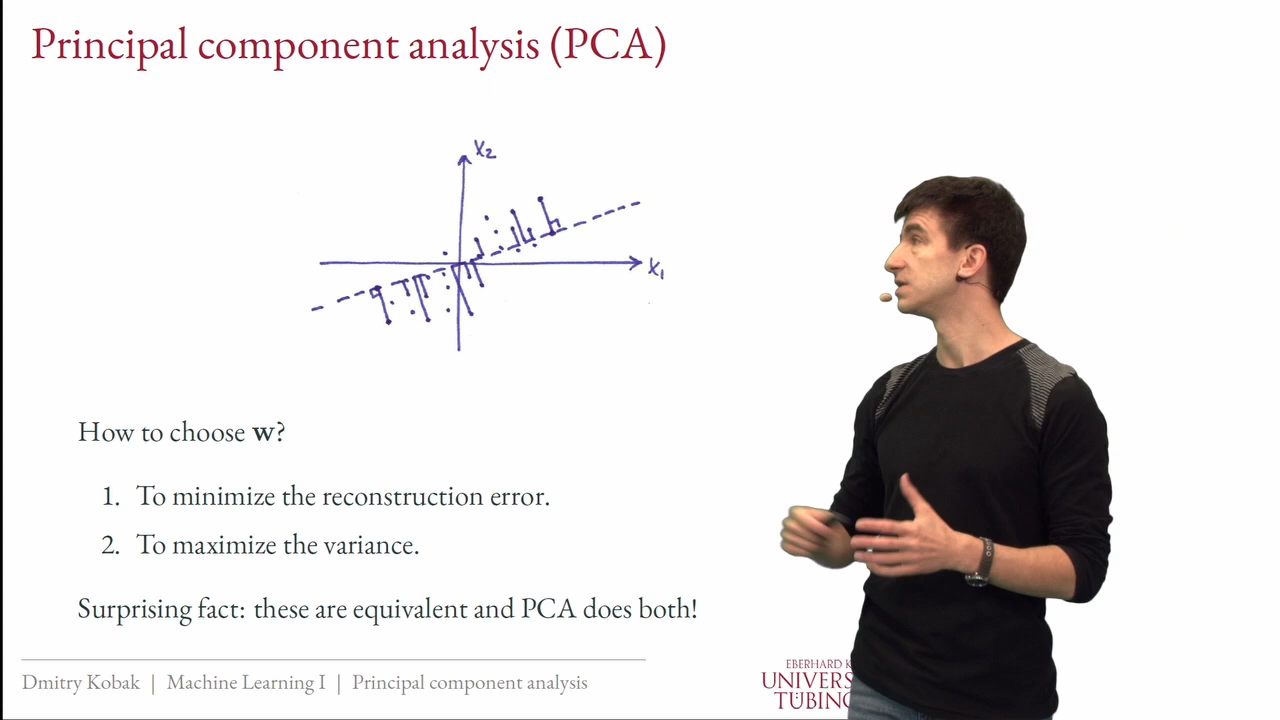 Principal component analysis (PCA)
x₂
x₁
How to choose w?
1. To minimize the reconstruction error.
2. To maximize the variance.
Surprising fact: these are equivalent and PCA does both!
Dmitry Kobak | Machine Learning I | Principal component analysis
EBERHARD K
UNIVERS
TÜBING